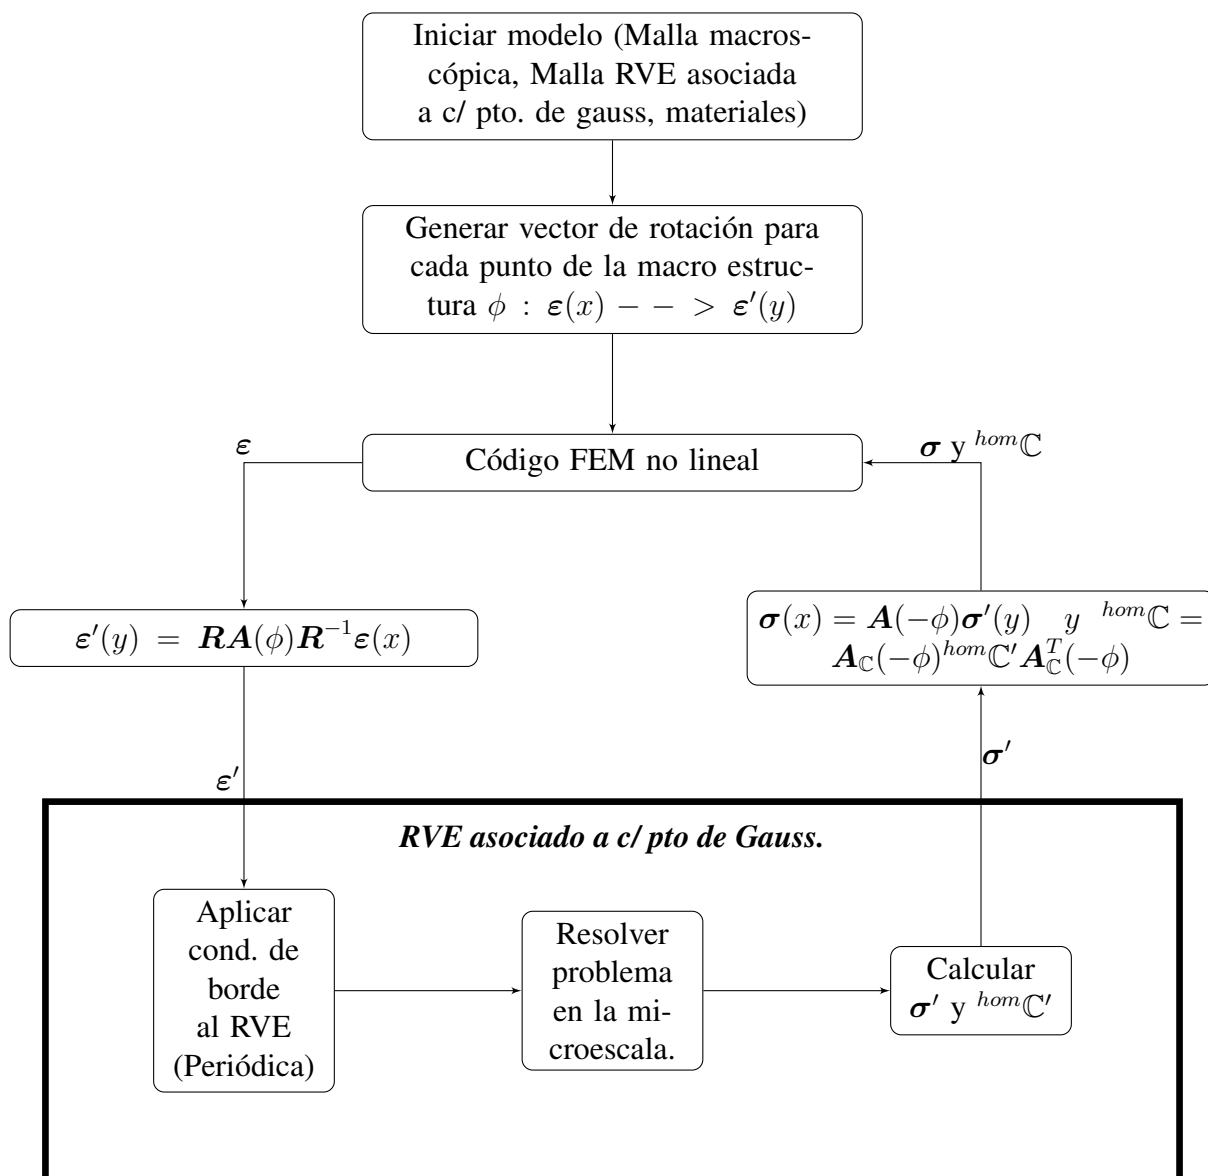 Iniciar modelo (Malla macros-
cópica, Malla RVE asociada
a c/ pto. de gauss, materiales)
Generar vector de rotación para
cada punto de la macro estruc-
tura ϕ : ε(x) − − > ε′(y)
ε
Código FEM no lineal
σ y ^{hom}ℂ
ε′(y) = RA(ϕ)R^{−1}ε(x)
σ(x) = A(−ϕ)σ′(y) y ^{hom}ℂ =
A_ℂ(−ϕ)^{hom}ℂ′A_ℂ^T(−ϕ)
ε′
σ′
RVE asociado a c/ pto de Gauss.
Aplicar
cond. de
borde
al RVE
(Periódica)
Resolver
problema
en la mi-
croescala.
Calcular
σ′ y ^{hom}ℂ′